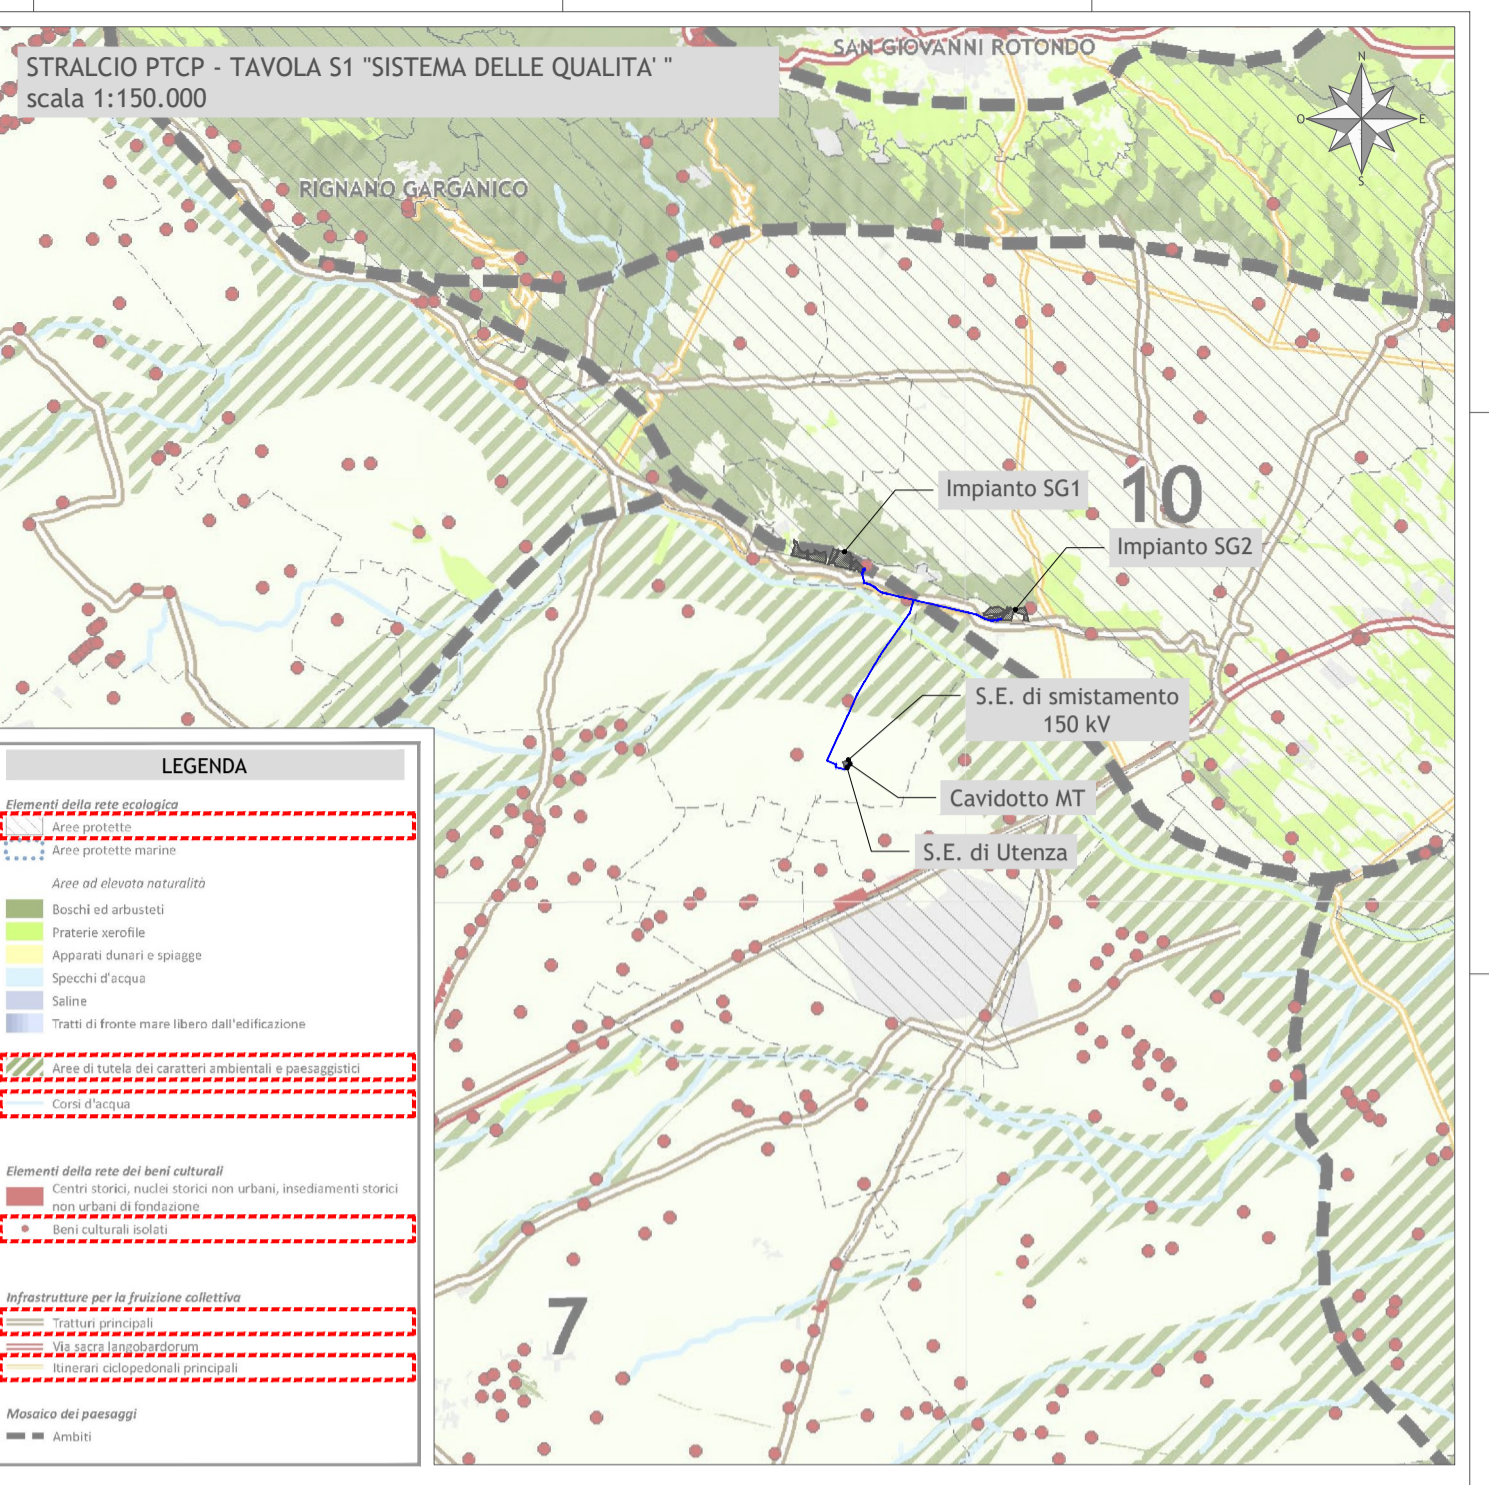 STRALCIO PTCP - TAVOLA S1 "SISTEMA DELLE QUALITA' "
scala 1:150.000
SAN GIOVANNI ROTONDO
N
O
E
S
RIGNANO GARGANICO
Impianto SG1
10
Impianto SG2
S.E. di smistamento
150 kV
Cavidotto MT
S.E. di Utenza
7
LEGENDA
Elementi della rete ecologica
Aree protette
Aree protette marine
Aree ad elevata naturalità
Boschi ed arbusteti
Praterie xerofile
Apparati dunari e spiagge
Specchi d'acqua
Saline
Tratti di fronte mare libero dall'edificazione
Aree di tutela dei caratteri ambientali e paesaggistici
Corsi d'acqua
Elementi della rete dei beni culturali
Centri storici, nuclei storici non urbani, insediamenti storici
non urbani di fondazione
Beni culturali isolati
Infrastrutture per la fruizione collettiva
Tratturi principali
Via sacra langobardorum
Itinerari ciclopedonali principali
Mosaico dei paesaggi
Ambiti